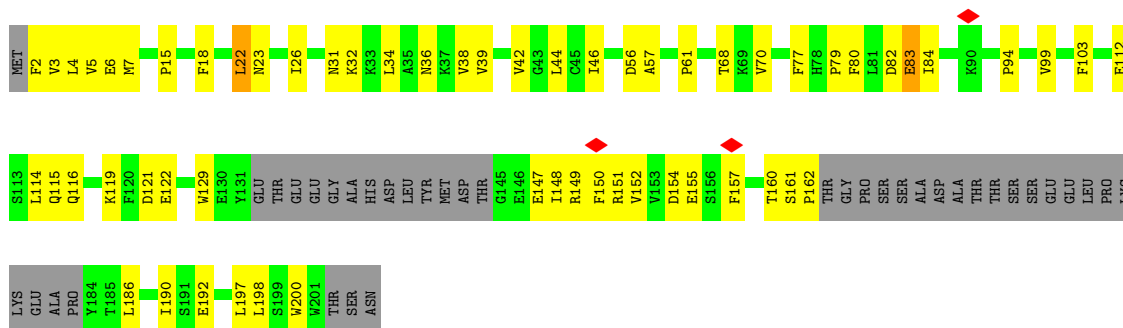 MET F2 V3 L4 V5 E6 M7 P15 F18 L22 N23 I26 N31 K32 K33 L34 A35 N36 K37 V38 V39 V42 G43 L44 C45 I46 D56 A57 P61 T68 K69 V70 F77 H78 P79 F80 L81 D82 E83 I84 K90 P94 V99 F103 E112
S113 L114 Q115 Q116 K119 F120 D121 E122 W129 E130 Y131 GLU THR GLU GLU GLY ALA HIS ASP LEU TYR MET ASP THR G145 E146 E147 I148 R149 F150 R151 V152 V153 D154 E155 S156 F157 T160 S161 P162 THR GLY PRO SER SER ALA ASP ALA THR THR SER SER GLU GLU LEU PRO
LYS GLU ALA PRO Y184 T185 L186 I190 S191 E192 L197 L198 S199 W200 W201 THR SER ASN